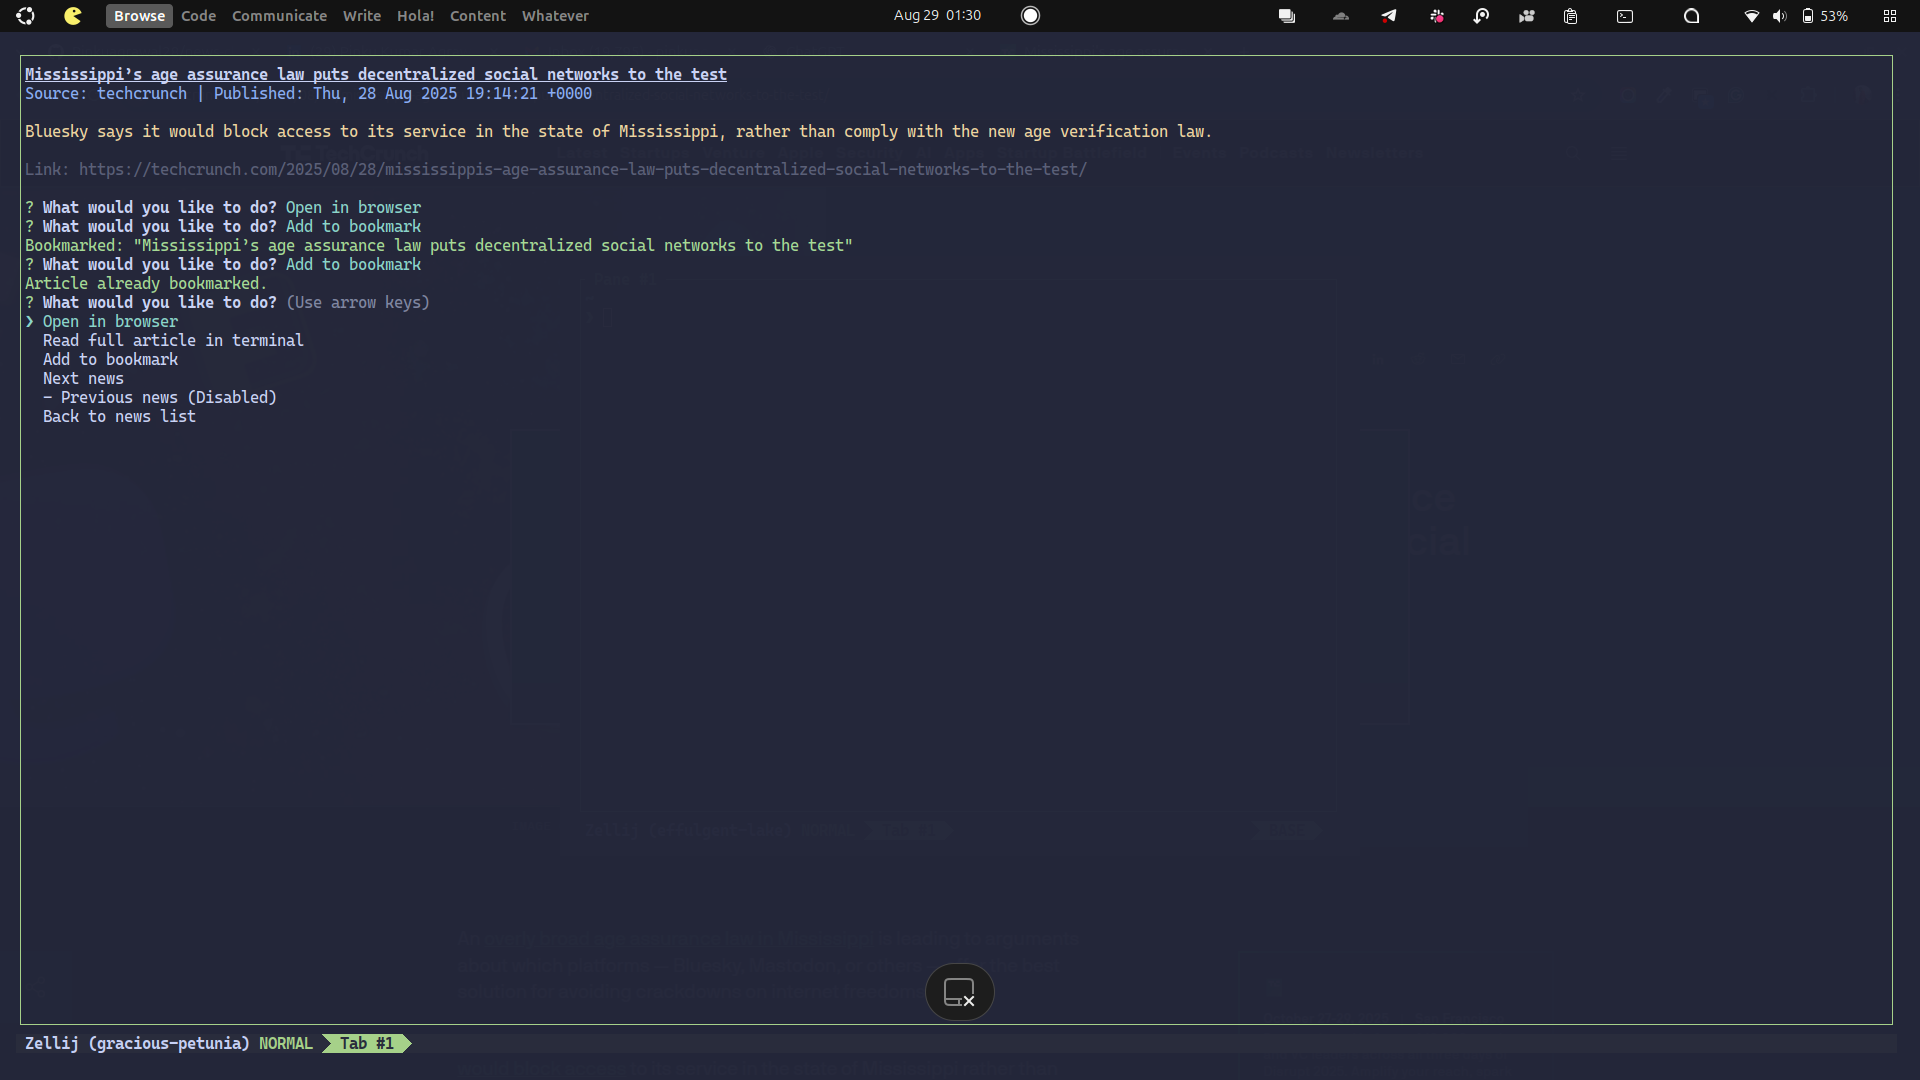 Browse Code Communicate Write Hola! Content Whatever Aug 29 01:30 53%
Mississippi’s age assurance law puts decentralized social networks to the test
Source: techcrunch | Published: Thu, 28 Aug 2025 19:14:21 +0000
Bluesky says it would block access to its service in the state of Mississippi, rather than comply with the new age verification law.
Link: https://techcrunch.com/2025/08/28/mississippis-age-assurance-law-puts-decentralized-social-networks-to-the-test/
? What would you like to do? Open in browser
? What would you like to do? Add to bookmark
Bookmarked: "Mississippi’s age assurance law puts decentralized social networks to the test"
? What would you like to do? Add to bookmark
Article already bookmarked.
? What would you like to do? (Use arrow keys)
❯ Open in browser
Read full article in terminal
Add to bookmark
Next news
- Previous news (Disabled)
Back to news list
Zellij (gracious-petunia) NORMAL Tab #1